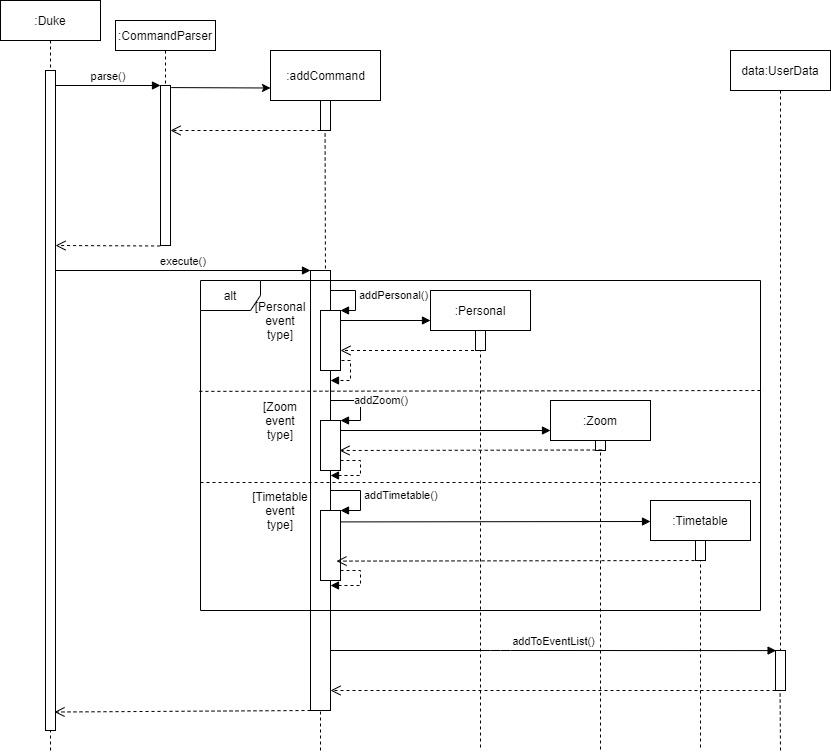 :Duke
:CommandParser
:addCommand
data:UserData
parse()
execute()
alt
addPersonal()
[Personal
event
type]
:Personal
addZoom()
[Zoom
event
type]
:Zoom
addTimetable()
[Timetable
event
type]
:Timetable
addToEventList()